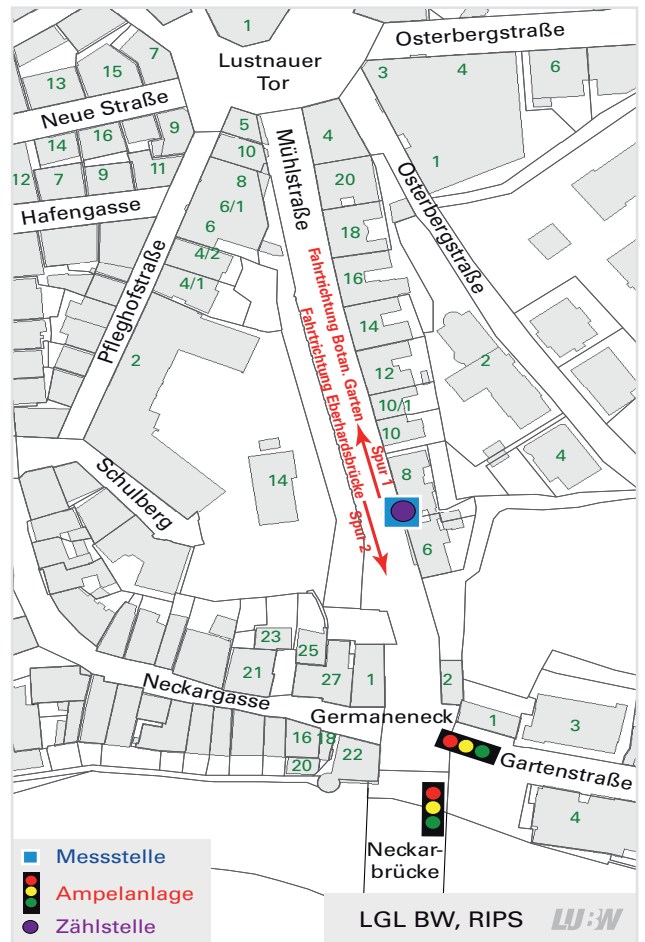 1
Osterbergstraße
Lustnauer
Tor
7
15
13
3
4
6
Neue Straße
5
4
9
16
14
10
1
11
12
7
9
8
20
6/1
Hafengasse
6
18
Mühlstraße
Osterbergstraße
Pfleghofstraße
4/2
4/1
16
14
2
2
12
10/1
10
Fahrtrichtung Botan. Garten
Fahrtrichtung Eberhardsbrücke
Spur 1
Spur 2
8
4
14
Schulberg
6
23
25
21
27
1
2
Neckargasse
Germaneneck
1
3
16
18
22
20
Gartenstraße
4
Neckar-
brücke
Messstelle
Ampelanlage
Zählstelle
LGL BW, RIPS
LUBW